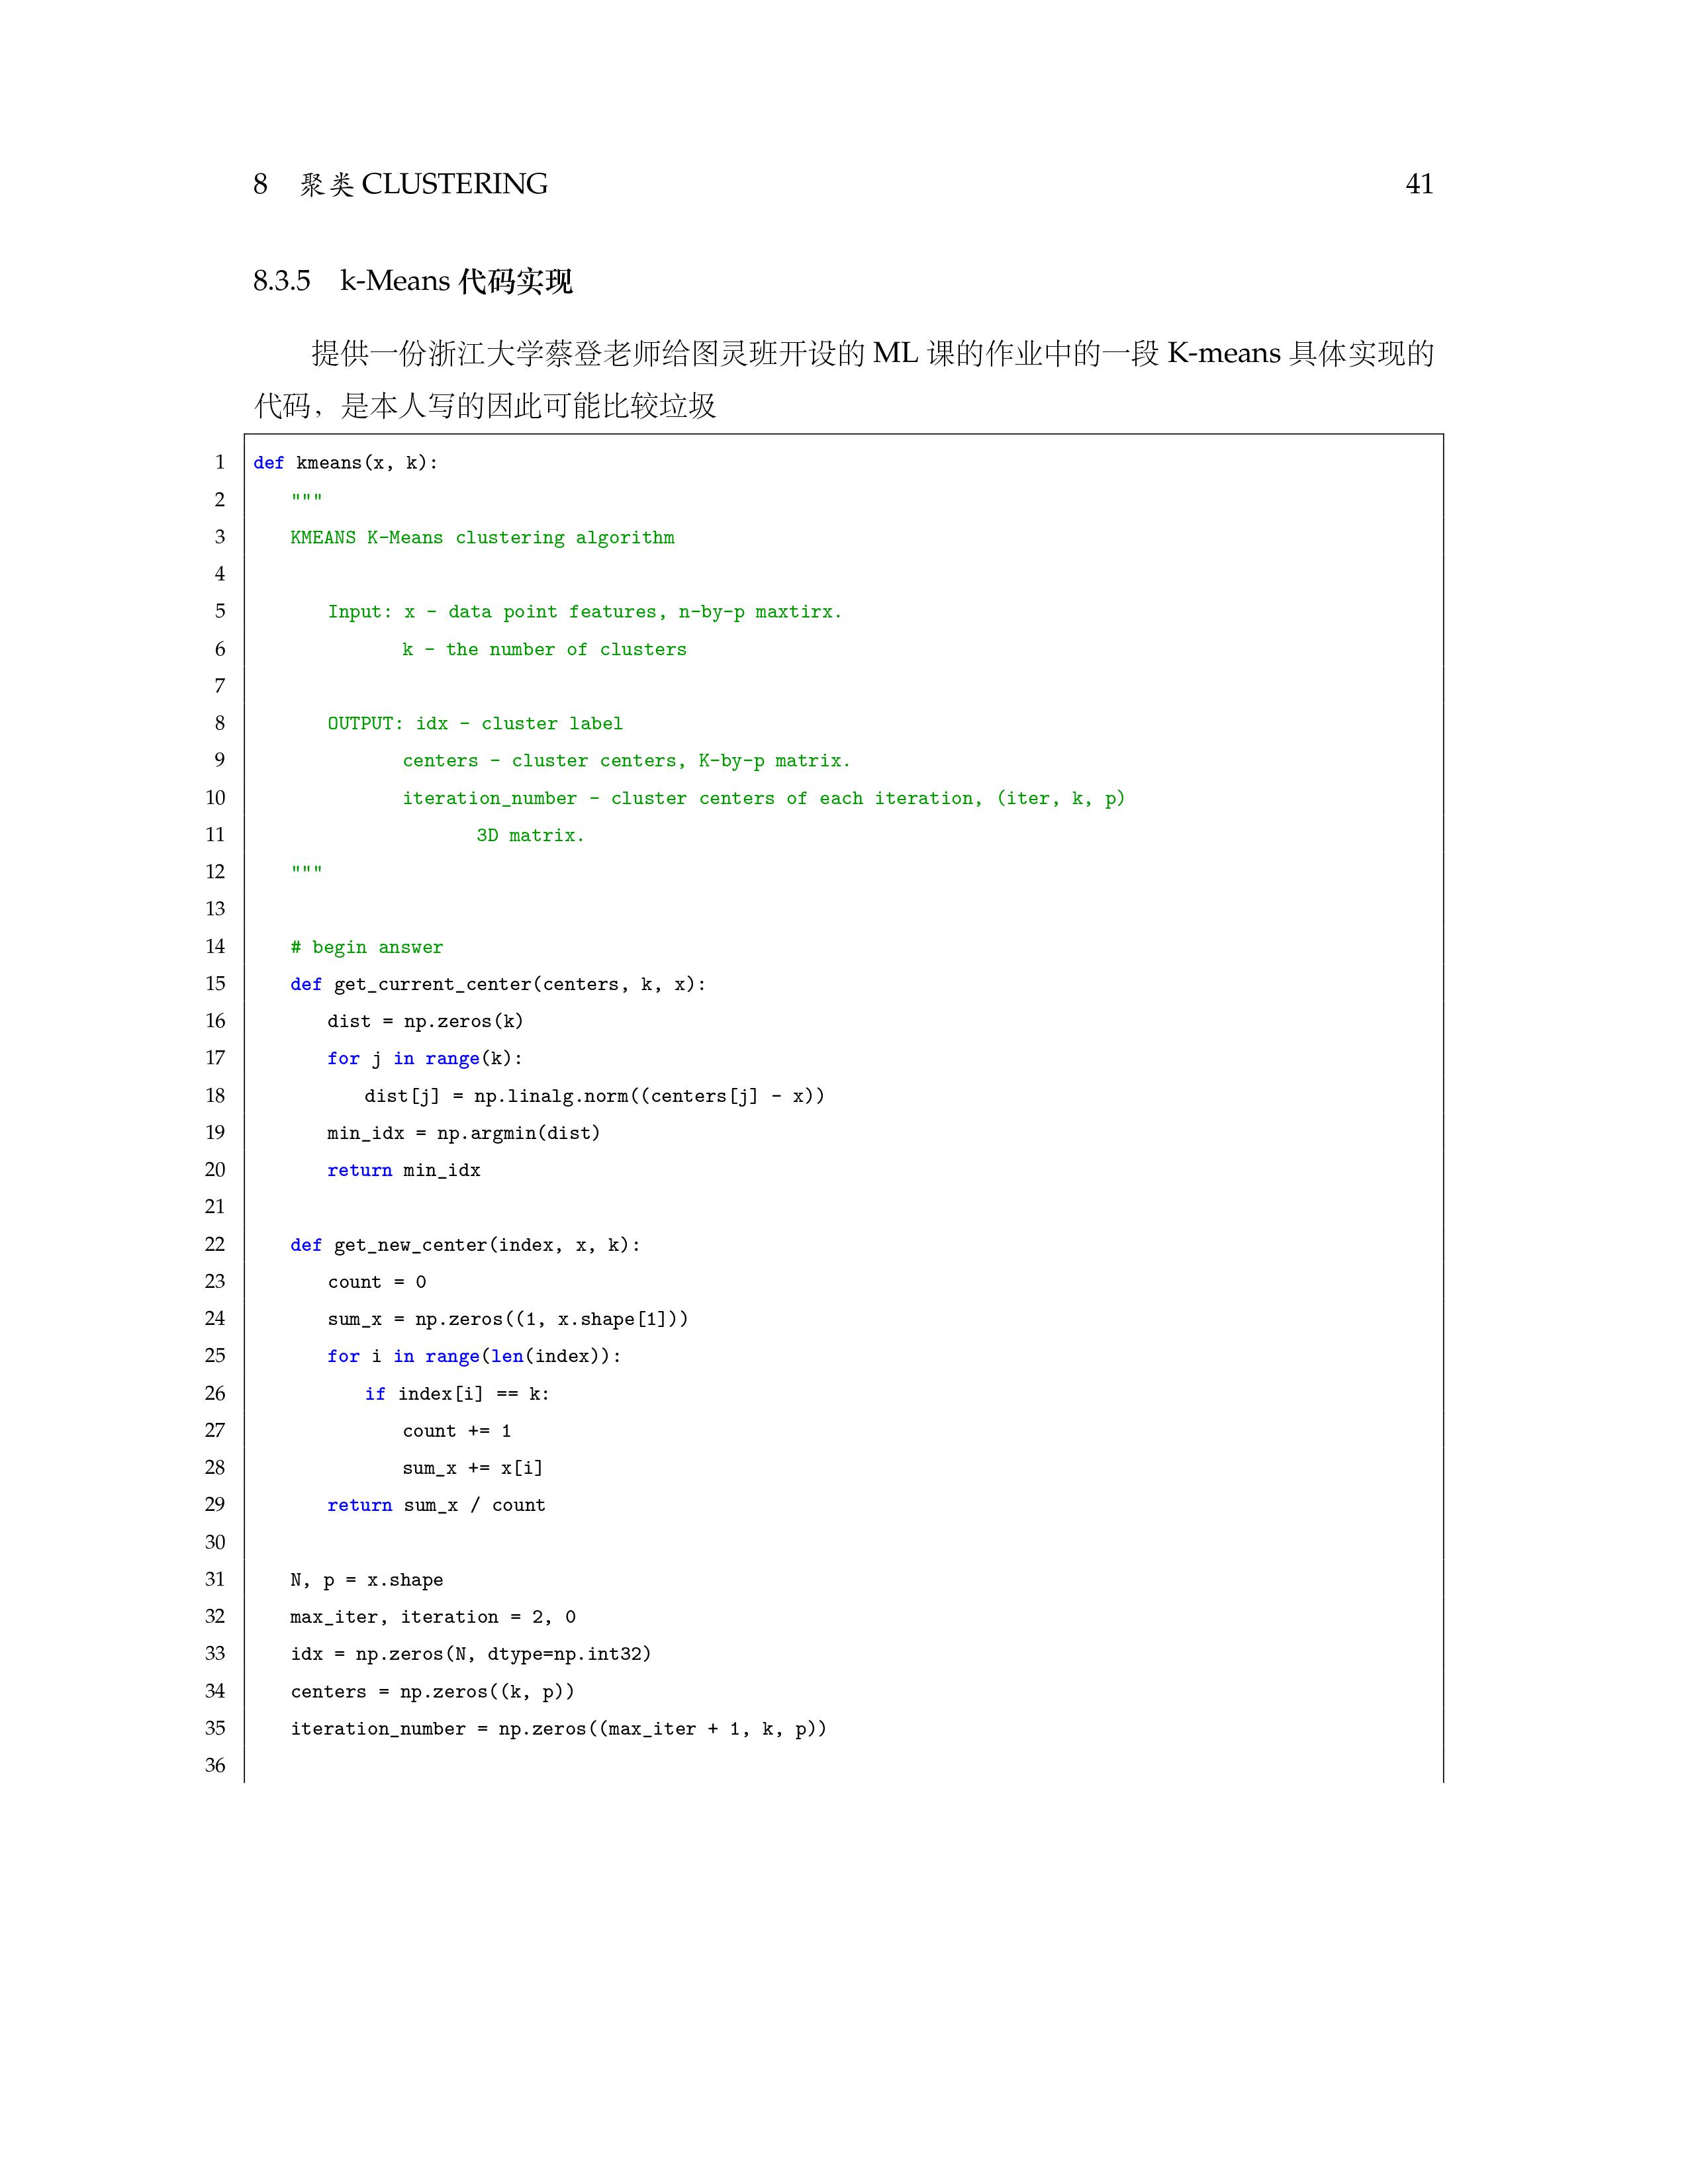 8 聚类 CLUSTERING 41
8.3.5 k-Means 代码实现
提供一份浙江大学蔡登老师给图灵班开设的 ML 课的作业中的一段 K-means 具体实现的
代码，是本人写的因此可能比较垃圾
1 def kmeans(x, k):
2 """
3 KMEANS K-Means clustering algorithm
4
5 Input: x - data point features, n-by-p maxtirx.
6 k - the number of clusters
7
8 OUTPUT: idx - cluster label
9 centers - cluster centers, K-by-p matrix.
10 iteration_number - cluster centers of each iteration, (iter, k, p)
11 3D matrix.
12 """
13
14 # begin answer
15 def get_current_center(centers, k, x):
16 dist = np.zeros(k)
17 for j in range(k):
18 dist[j] = np.linalg.norm((centers[j] - x))
19 min_idx = np.argmin(dist)
20 return min_idx
21
22 def get_new_center(index, x, k):
23 count = 0
24 sum_x = np.zeros((1, x.shape[1]))
25 for i in range(len(index)):
26 if index[i] == k:
27 count += 1
28 sum_x += x[i]
29 return sum_x / count
30
31 N, p = x.shape
32 max_iter, iteration = 2, 0
33 idx = np.zeros(N, dtype=np.int32)
34 centers = np.zeros((k, p))
35 iteration_number = np.zeros((max_iter + 1, k, p))
36